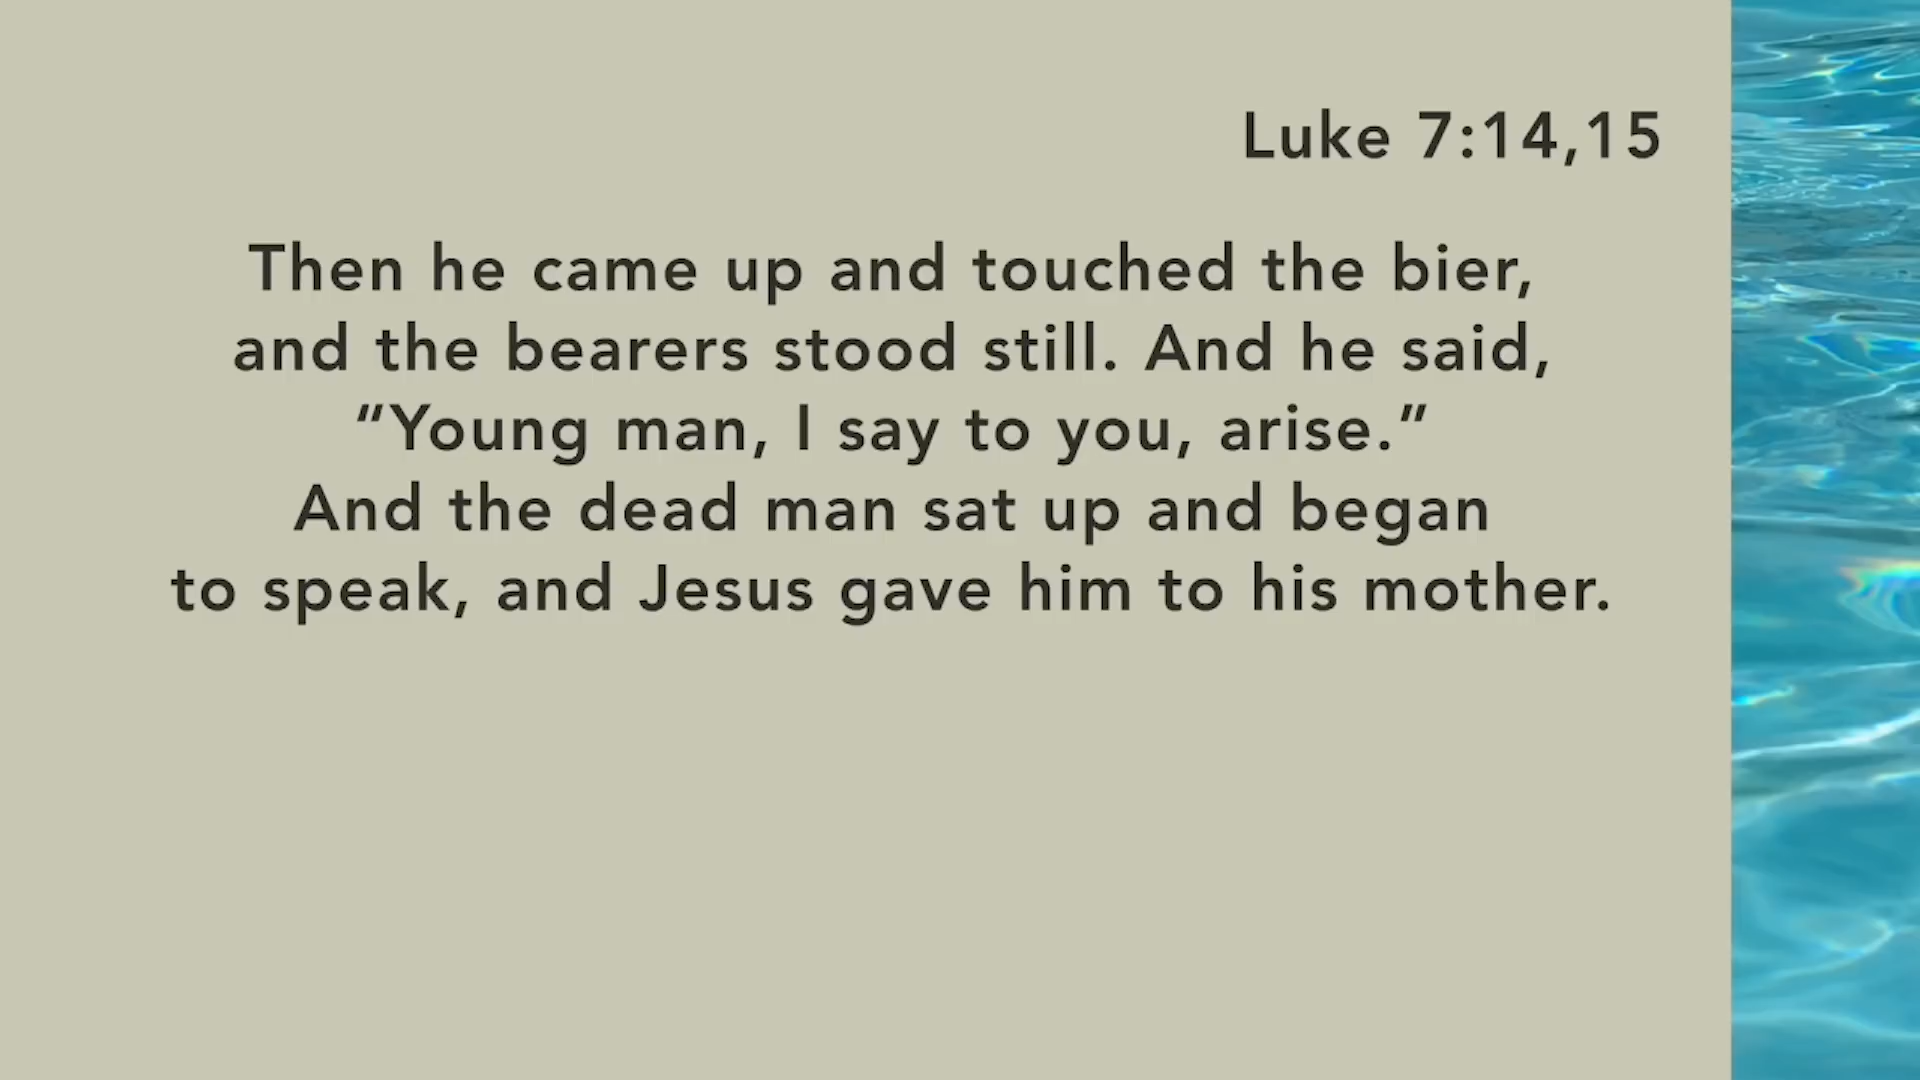 Luke 7:14,15
Then he came up and touched the bier,
and the bearers stood still. And he said,
“Young man, I say to you, arise.”
And the dead man sat up and began
to speak, and Jesus gave him to his mother.